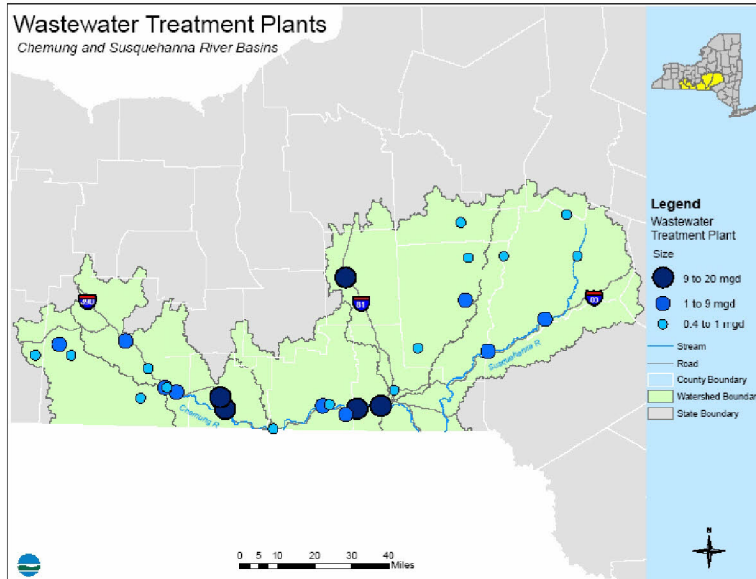 Wastewater Treatment Plants
Chemung and Susquehanna River Basins
Legend
Wastewater
Treatment Plant
Size
9 to 20 mgd
1 to 9 mgd
0.4 to 1 mgd
Stream
Road
County Boundary
Watershed Boundary
State Boundary
81
Susquehanna R.
Chemung R.
N
0 5 10 20 30 40
Miles